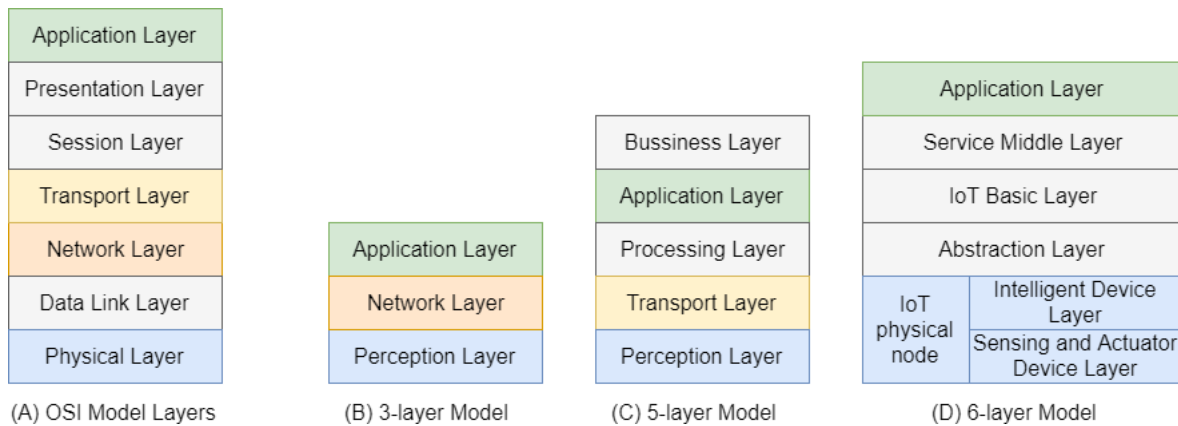 Application Layer
Presentation Layer
Session Layer
Transport Layer
Network Layer
Data Link Layer
Physical Layer
(A) OSI Model Layers
Application Layer
Network Layer
Perception Layer
(B) 3-layer Model
Bussiness Layer
Application Layer
Processing Layer
Transport Layer
Perception Layer
(C) 5-layer Model
Application Layer
Service Middle Layer
IoT Basic Layer
Abstraction Layer
IoT
physical
node
Intelligent Device
Layer
Sensing and Actuator
Device Layer
(D) 6-layer Model